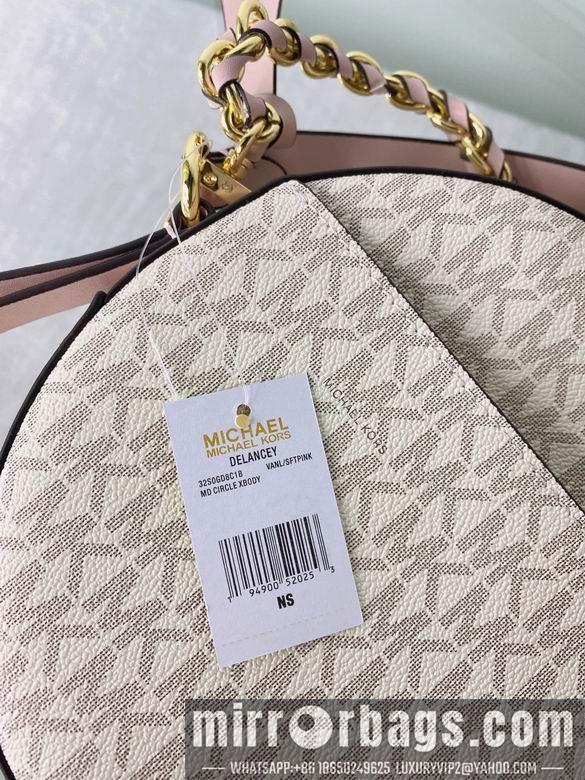 MICHAEL
MICHAEL KORS
DELANCEY
32S0GD8C1B
VANL/SFTPINK
MD CIRCLE XBODY
1 94900 52025 3
NS
MICHAEL KORS
mirrorbags.com
WHATSAPP:+86 18650249625 LUXURYVIP2@YAHOO.COM